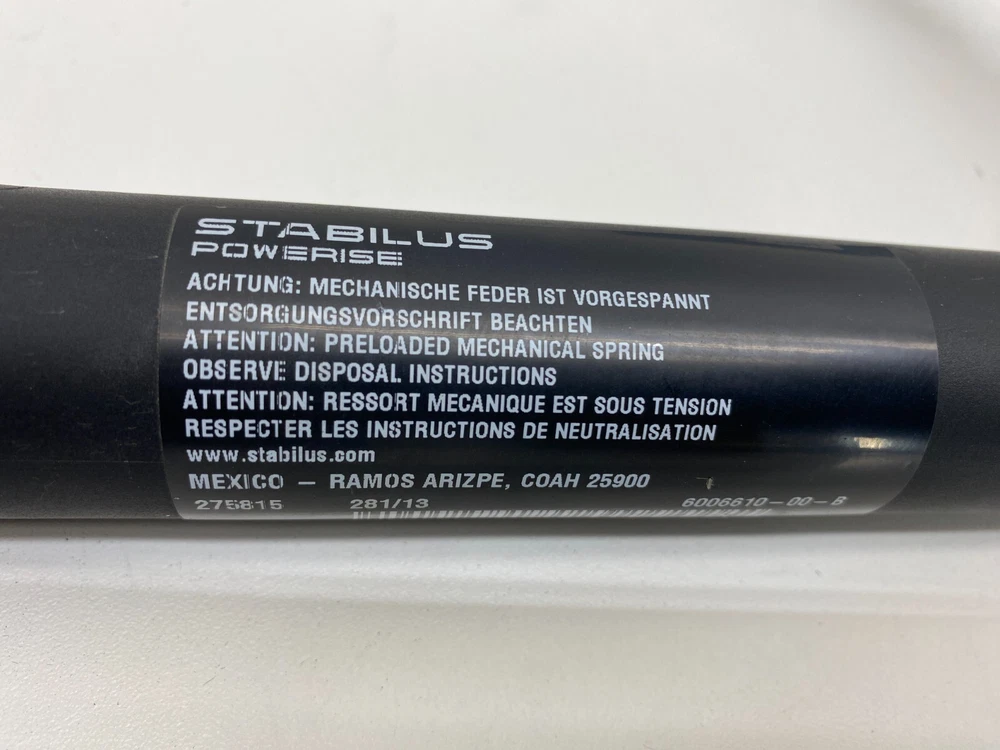 STABILUS
POWERISE
ACHTUNG: MECHANISCHE FEDER IST VORGESPANNT
ENTSORGUNGSVORSCHRIFT BEACHTEN
ATTENTION: PRELOADED MECHANICAL SPRING
OBSERVE DISPOSAL INSTRUCTIONS
ATTENTION: RESSORT MECANIQUE EST SOUS TENSION
RESPECTER LES INSTRUCTIONS DE NEUTRALISATION
www.stabilus.com
MEXICO — RAMOS ARIZPE, COAH 25900
275815 281/13 6006610-00-B